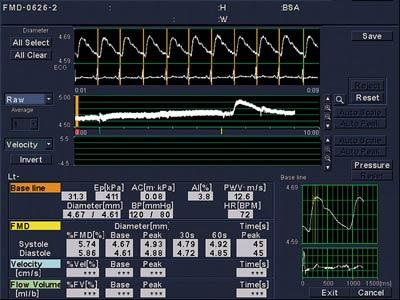 FMD-0626-2 : :H :BSA
: :W
Diameter
All Select
All Clear
4.69
4.59
ECG
Save
0:01 0:09
Reject
Reset
Raw
Average
1
5.00
4.50
Auto Scale
Auto Peak
0:00 10:00
Velocity
Invert
Auto Scale
Auto Peak
Pressure
Reset
Lt-
Base line
Base line Ep[kPa] AC[m·kPa] AI[%] PWV·m/s
31.3 411 0.08 3.8 12.6
Diameter[mm] BP[mmHg] HR[BPM]
4.67 / 4.61 120 / 80 72
4.69
4.59
FMD Diameter[mm] Time[s]
%FMD[%] Base Peak 30s 60s Peak
Systole 5.74 4.67 4.93 4.79 4.92 45
Diastole 5.86 4.61 4.88 4.72 4.85 45
Velocity %Vel[%] Base Peak Time[s]
[cm/s] *** *** *** ***
Flow Volume %FV[%] Base Peak Time[s]
[ml/b] *** *** *** ***
0 500 1000 1500[ms]
Exit Cancel